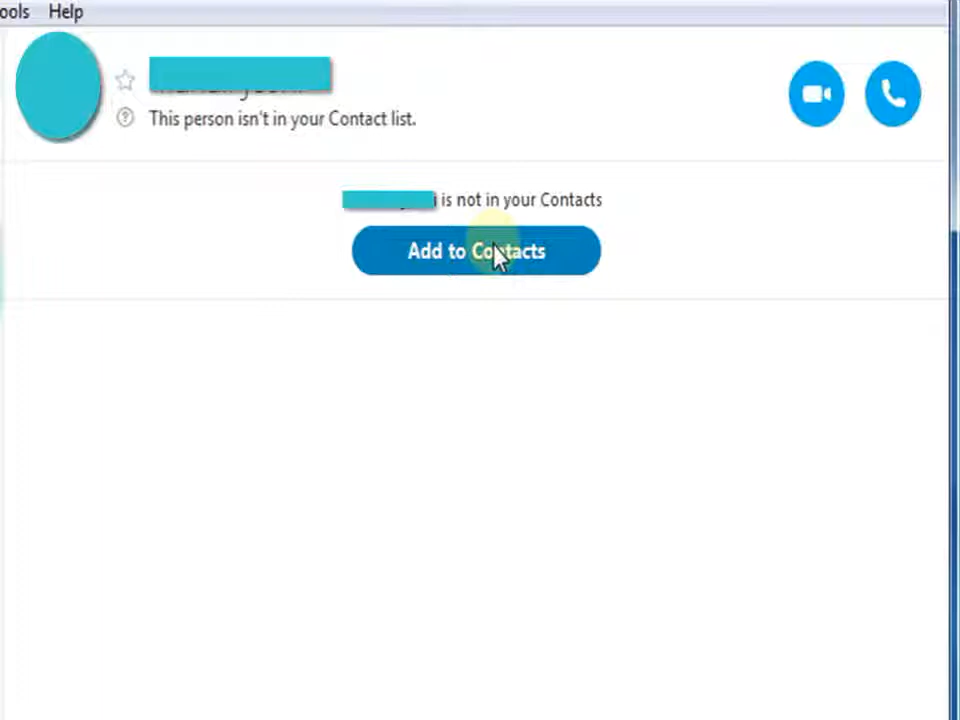 ools Help
This person isn't in your Contact list.
is not in your Contacts
Add to Contacts